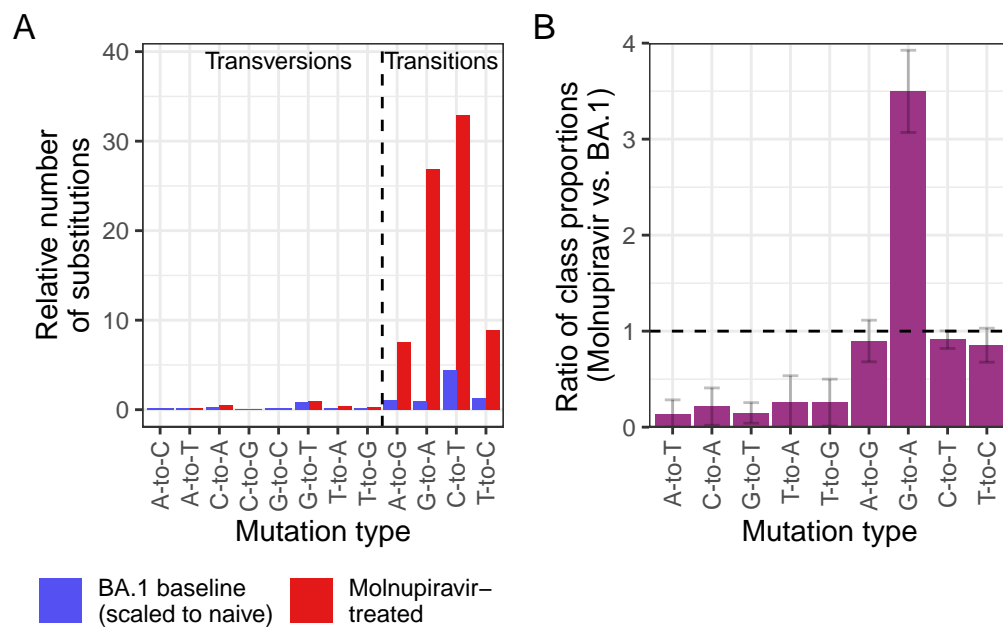 A
Relative number
of substitutions
40
30
20
10
0
Transversions
Transitions
A-to-C
A-to-T
C-to-A
C-to-G
G-to-C
G-to-T
T-to-A
T-to-G
A-to-G
G-to-A
C-to-T
T-to-C
Mutation type
BA.1 baseline
(scaled to naive)
Molnupiravir−
treated
B
Ratio of class proportions
(Molnupiravir vs. BA.1)
4
3
2
1
0
A-to-T
C-to-A
G-to-T
T-to-A
T-to-G
A-to-G
G-to-A
C-to-T
T-to-C
Mutation type